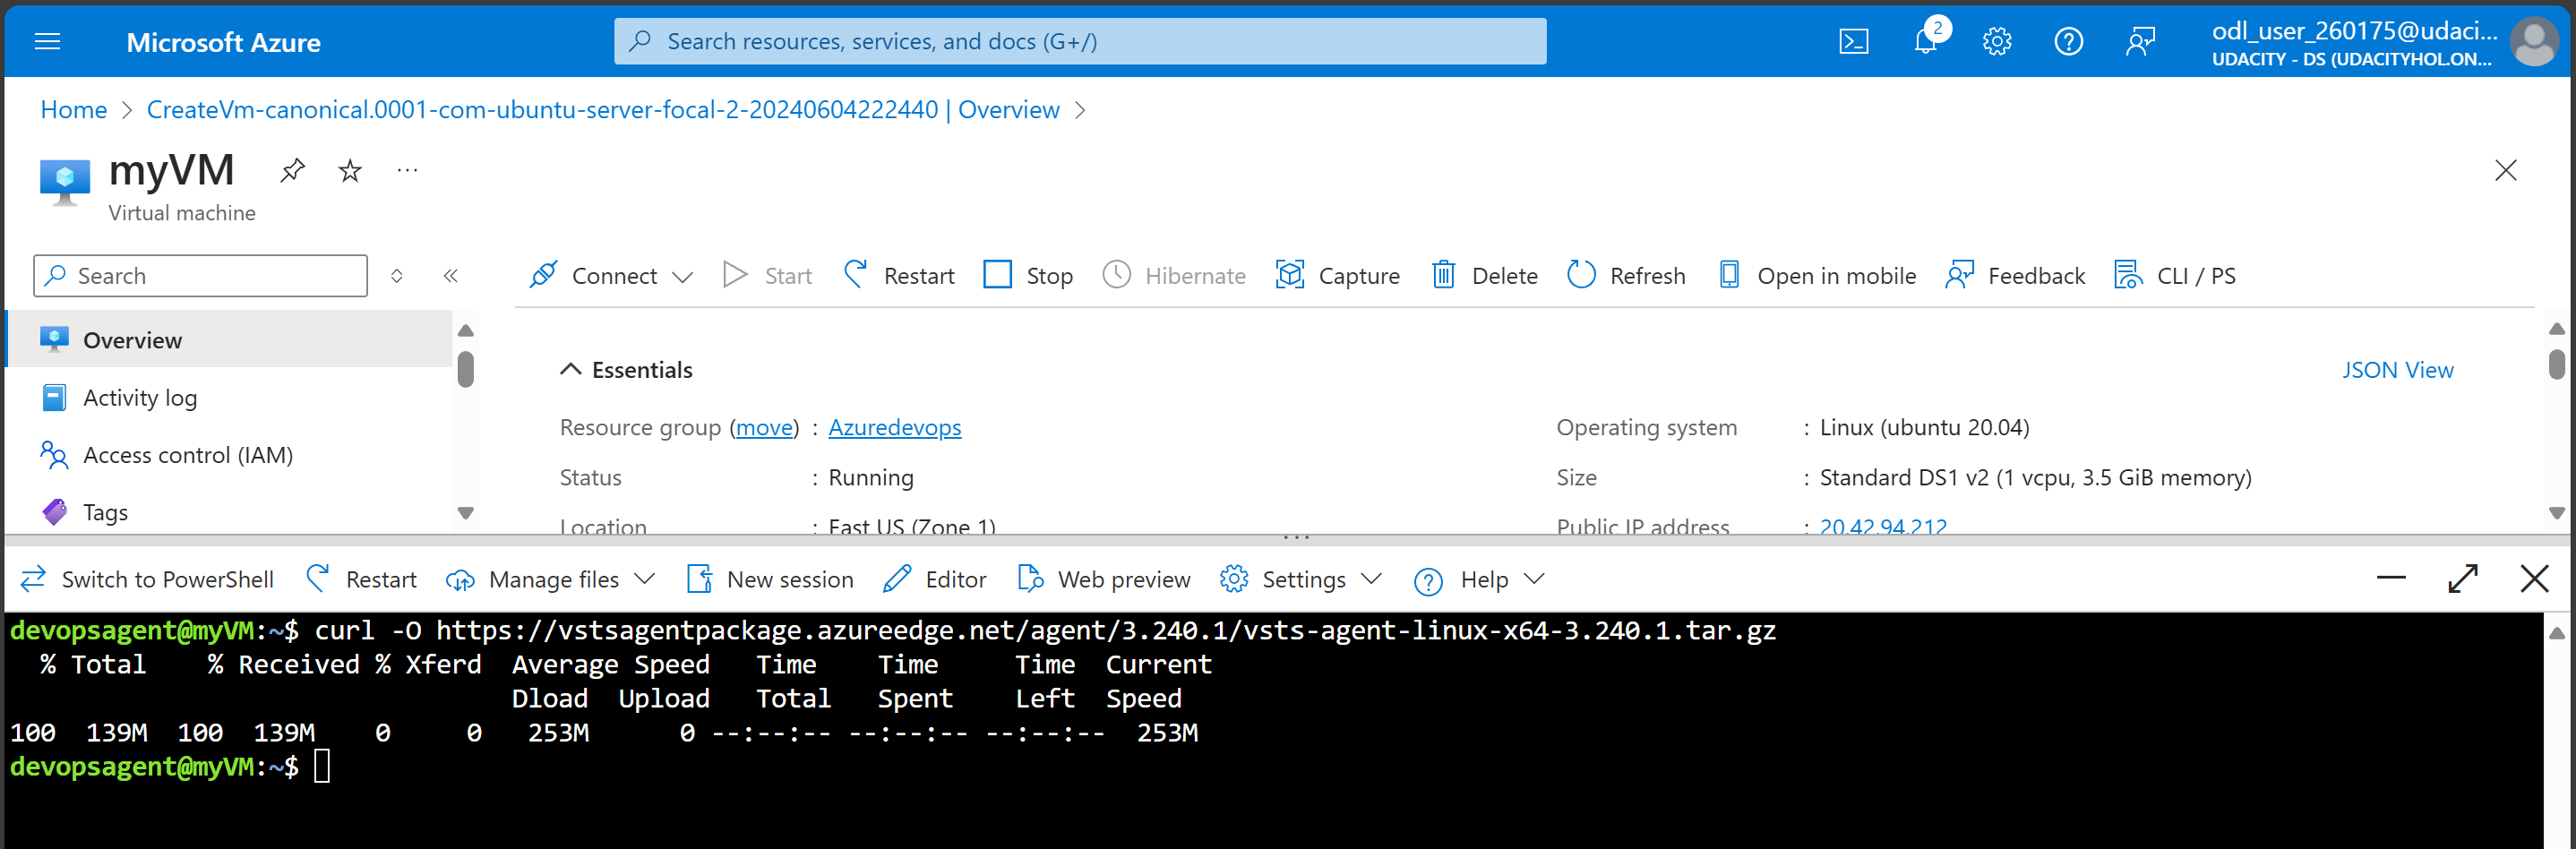 Microsoft Azure
Search resources, services, and docs (G+/)
2
odl_user_260175@udaci...
UDACITY - DS (UDACITYHOL.ON...
Home > CreateVm-canonical.0001-com-ubuntu-server-focal-2-20240604222440 | Overview >
myVM
...
Virtual machine
Search
Connect
Start
Restart
Stop
Hibernate
Capture
Delete
Refresh
Open in mobile
Feedback
CLI / PS
Overview
Activity log
Access control (IAM)
Tags
Essentials
JSON View
Resource group (move) : Azuredevops
Status : Running
Location : East US (Zone 1)
Operating system : Linux (ubuntu 20.04)
Size : Standard DS1 v2 (1 vcpu, 3.5 GiB memory)
Public IP address : 20.42.94.212
Switch to PowerShell
Restart
Manage files
New session
Editor
Web preview
Settings
Help
devopsagent@myVM:~$ curl -O https://vstsagentpackage.azureedge.net/agent/3.240.1/vsts-agent-linux-x64-3.240.1.tar.gz
% Total % Received % Xferd Average Speed Time Time Time Current
Dload Upload Total Spent Left Speed
100 139M 100 139M 0 0 253M 0 --:--:-- --:--:-- --:--:-- 253M
devopsagent@myVM:~$